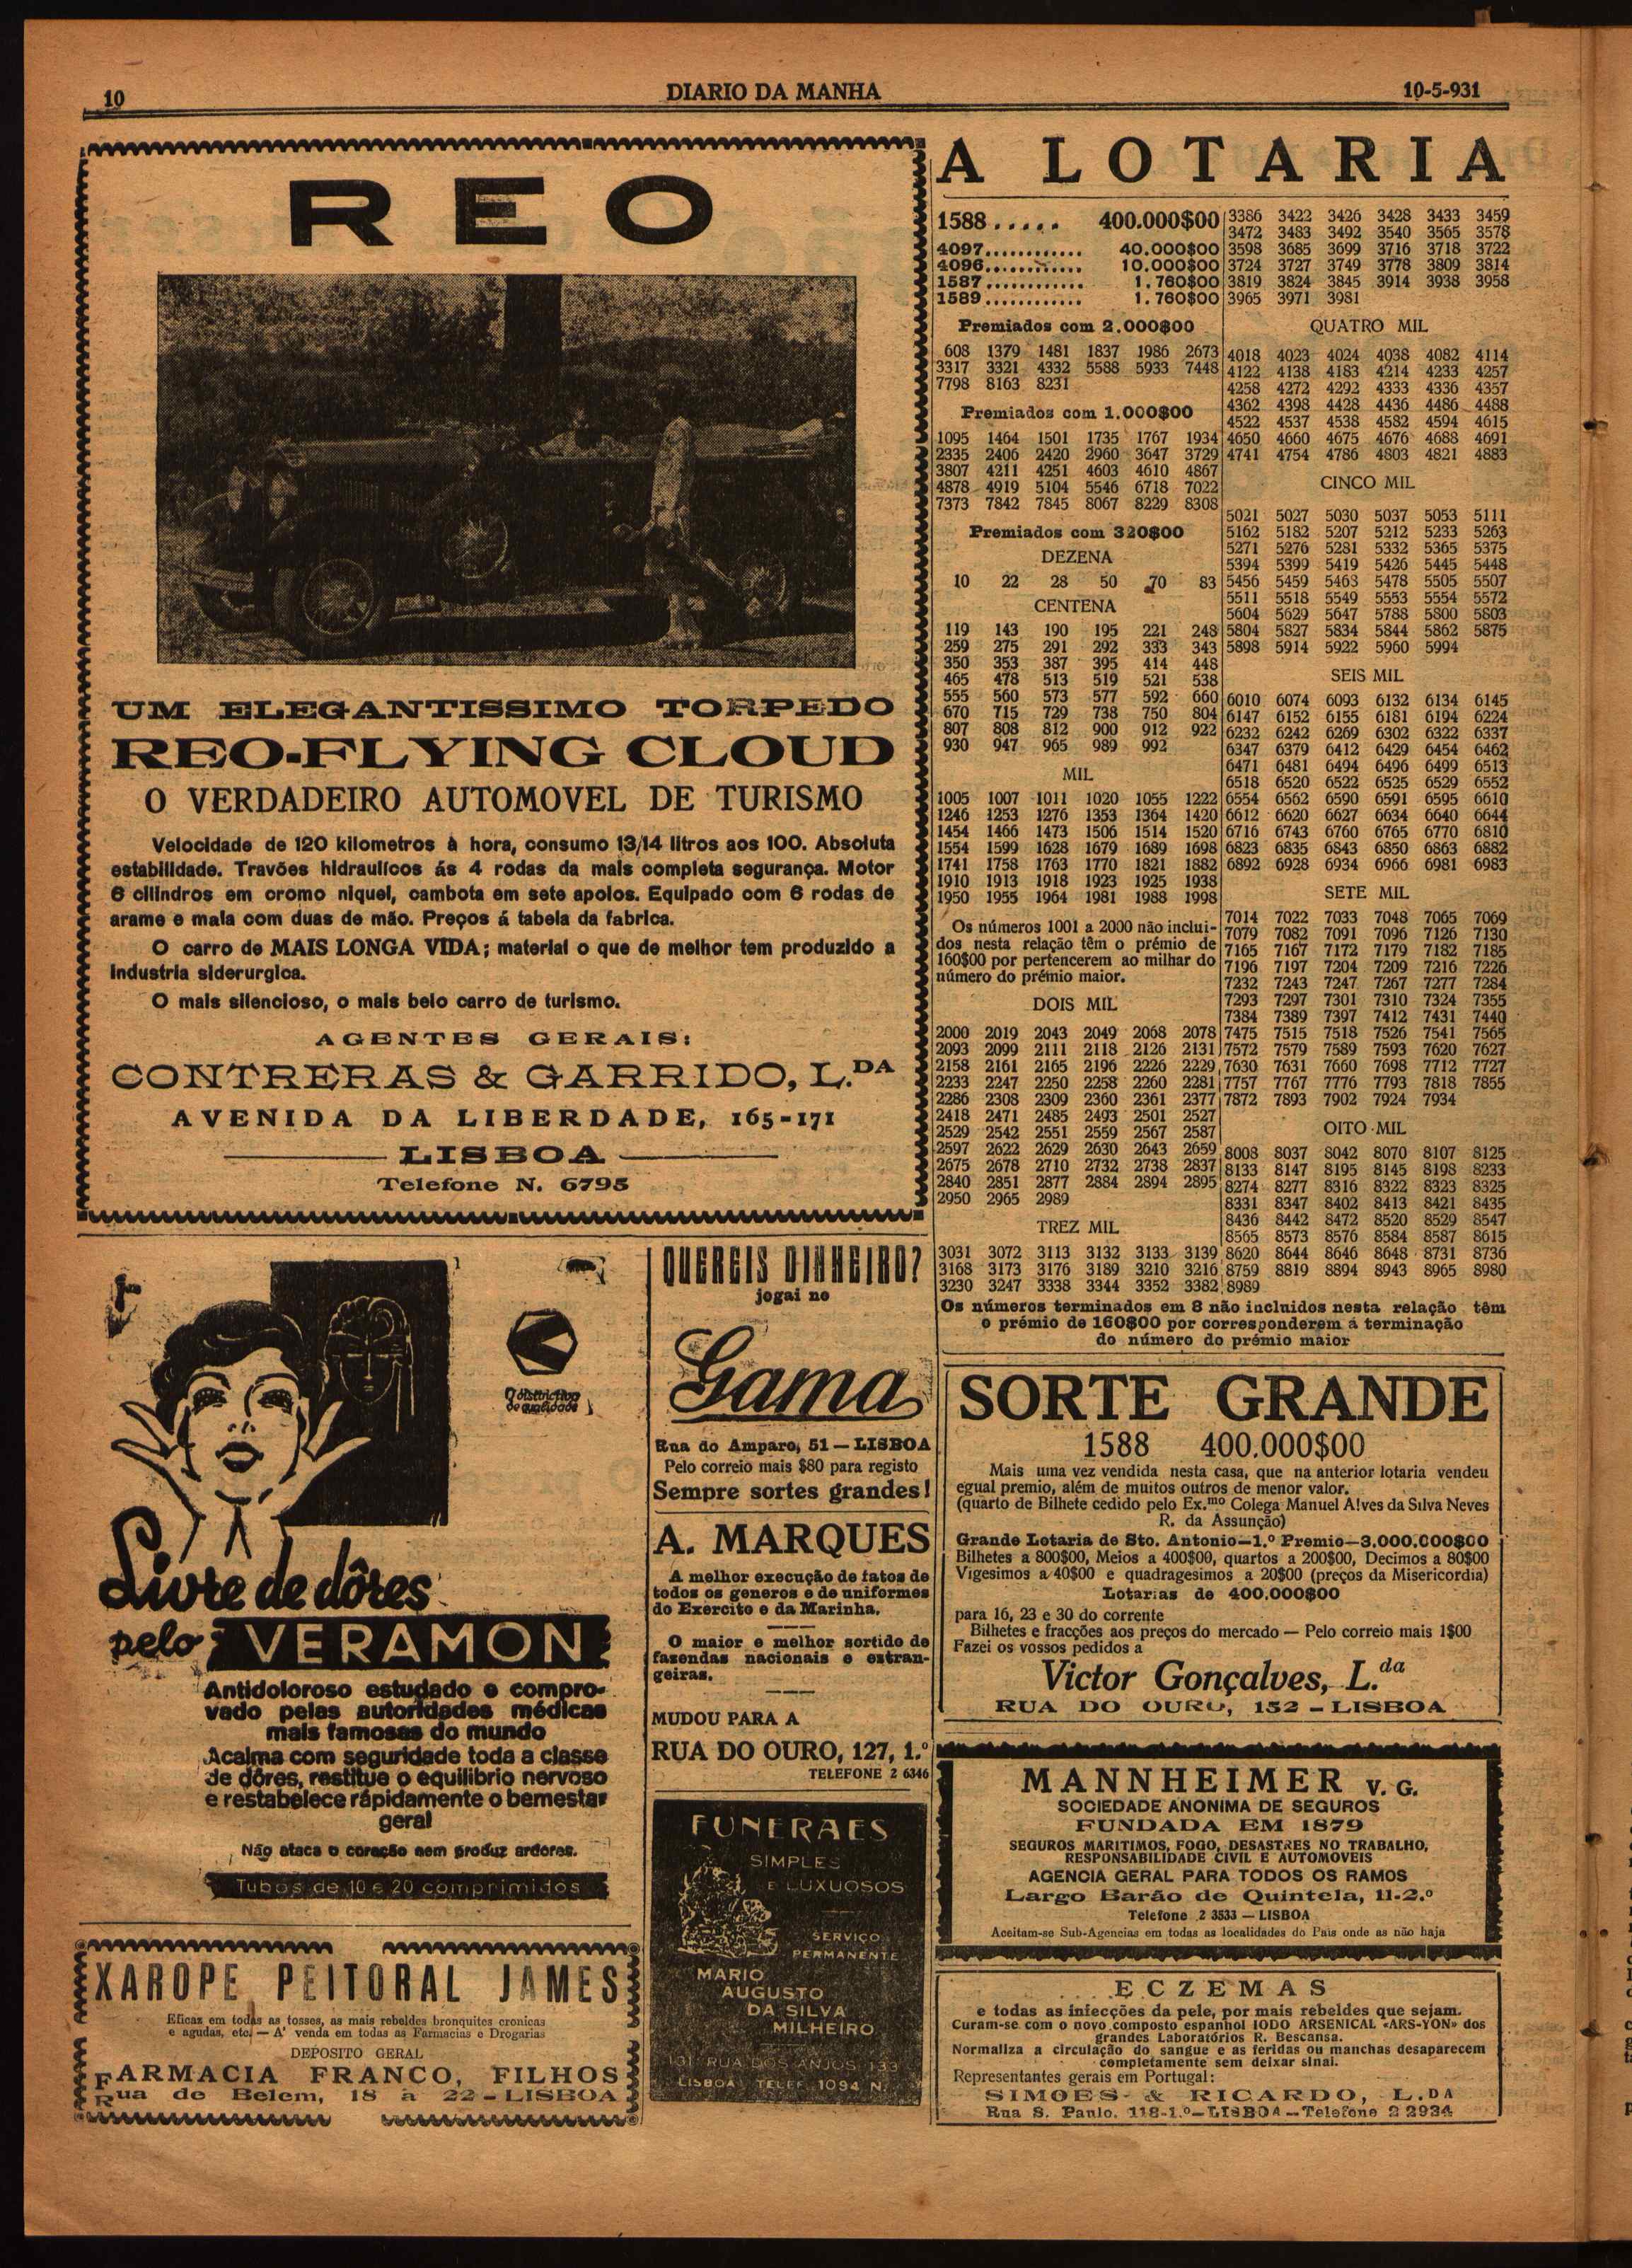 10
DIARIO DA MANHA
10-5-931
REO
UM ELEGANTISSIMO TORPEDO
REO-FLYING CLOUD
O VERDADEIRO AUTOMOVEL DE TURISMO
Velocidade de 120 kilometros à hora, consumo 13/14 litros aos 100. Absoluta
estabilidade. Travões hidraulicos ás 4 rodas da mais completa segurança. Motor
6 cilindros em cromo niquel, cambota em sete apoios. Equipado com 6 rodas de
arame e mala com duas de mão. Preços á tabela da fabrica.
O carro de MAIS LONGA VIDA; material o que de melhor tem produzido a
industria siderurgica.
O mais silencioso, o mais belo carro de turismo.
AGENTES GERAIS:
CONTRERAS & GARRIDO, L.DA
AVENIDA DA LIBERDADE, 165-171
LISBOA
Telefone N. 6795
A LOTARIA
1588..... 400.000$00
4097............ 40.000$00
4096............ 10.000$00
1587............ 1.760$00
1589............ 1.760$00
Premiados com 2.000$00
608 1379 1481 1837 1986 2673
3317 3321 4332 5588 5933 7448
7798 8163 8231
Premiados com 1.000$00
1095 1464 1501 1735 1767 1934
2335 2406 2420 2960 3647 3729
3807 4211 4251 4603 4610 4867
4878 4919 5104 5546 6718 7022
7373 7842 7845 8067 8229 8308
Premiados com 320$00
DEZENA
10 22 28 50 70 83
CENTENA
119 143 190 195 221 248
259 275 291 292 333 343
350 353 387 395 414 448
465 478 513 519 521 538
555 560 573 577 592 660
670 715 729 738 750 804
807 808 812 900 912 922
930 947 965 989 992
MIL
1005 1007 1011 1020 1055 1222
1246 1253 1276 1353 1364 1420
1454 1466 1473 1506 1514 1520
1554 1599 1628 1679 1689 1698
1741 1758 1763 1770 1821 1882
1910 1913 1918 1923 1925 1938
1950 1955 1964 1981 1988 1998
Os números 1001 a 2000 não inclui-
dos nesta relação têm o prémio de
160$00 por pertencerem ao milhar do
número do prémio maior.
DOIS MIL
2000 2019 2043 2049 2068 2078
2093 2099 2111 2118 2126 2131
2158 2161 2165 2196 2226 2229
2233 2247 2250 2258 2260 2281
2286 2308 2309 2360 2361 2377
2418 2471 2485 2493 2501 2527
2529 2542 2551 2559 2567 2587
2597 2622 2629 2630 2643 2659
2675 2678 2710 2732 2738 2837
2840 2851 2877 2884 2894 2895
2950 2965 2989
TREZ MIL
3031 3072 3113 3132 3133 3139
3168 3173 3176 3189 3210 3216
3230 3247 3338 3344 3352 3382
3386 3422 3426 3428 3433 3459
3472 3483 3492 3540 3565 3578
3598 3685 3699 3716 3718 3722
3724 3727 3749 3778 3809 3814
3819 3824 3845 3914 3938 3958
3965 3971 3981
QUATRO MIL
4018 4023 4024 4038 4082 4114
4122 4138 4183 4214 4233 4257
4258 4272 4292 4333 4336 4357
4362 4398 4428 4436 4486 4488
4522 4537 4538 4582 4594 4615
4650 4660 4675 4676 4688 4691
4741 4754 4786 4803 4821 4883
CINCO MIL
5021 5027 5030 5037 5053 5111
5162 5182 5207 5212 5233 5263
5271 5276 5281 5332 5365 5375
5394 5399 5419 5426 5445 5448
5456 5459 5463 5478 5505 5507
5511 5518 5549 5553 5554 5572
5604 5629 5647 5788 5800 5803
5804 5827 5834 5844 5862 5875
5898 5914 5922 5960 5994
SEIS MIL
6010 6074 6093 6132 6134 6145
6147 6152 6155 6181 6194 6224
6232 6242 6269 6302 6322 6337
6347 6379 6412 6429 6454 6462
6471 6481 6494 6496 6499 6513
6518 6520 6522 6525 6529 6552
6554 6562 6590 6591 6595 6610
6612 6620 6627 6634 6640 6644
6716 6743 6760 6765 6770 6810
6823 6835 6843 6850 6863 6882
6892 6928 6934 6966 6981 6983
SETE MIL
7014 7022 7033 7048 7065 7069
7079 7082 7091 7096 7126 7130
7165 7167 7172 7179 7182 7185
7196 7197 7204 7209 7216 7226
7232 7243 7247 7267 7277 7284
7293 7297 7301 7310 7324 7355
7384 7389 7397 7412 7431 7440
7475 7515 7518 7526 7541 7565
7572 7579 7589 7593 7620 7627
7630 7631 7660 7698 7712 7727
7757 7767 7776 7793 7818 7855
7872 7893 7902 7924 7934
OITO MIL
8008 8037 8042 8070 8107 8125
8133 8147 8195 8145 8198 8233
8274 8277 8316 8322 8323 8325
8331 8347 8402 8413 8421 8435
8436 8442 8472 8520 8529 8547
8565 8573 8576 8584 8587 8615
8620 8644 8646 8648 8731 8736
8759 8819 8894 8943 8965 8980
8989
Os números terminados em 8 não incluidos nesta relação têm
o prémio de 160$00 por corresponderem á terminação
do número do prémio maior
O distinctivo
de qualidade
Livre de dôres
pelo VERAMON
Antidoloroso estudado e compro-
vado pelas autoridades médicas
mais famosas do mundo
Acalma com seguridade toda a classe
de dôres, restitue o equilibrio nervoso
e restabelece rápidamente o bemestar
geral
Não ataca o coração nem produz ardores.
Tubos de 10 e 20 comprimidos
XAROPE PEITORAL JAMES
Eficaz em todas as tosses, as mais rebeldes bronquites cronicas
e agudas, etc. — A' venda em todas as Farmacias e Drogarias
DEPOSITO GERAL
FARMACIA FRANCO, FILHOS
Rua de Belem, 18 a 22 - LISBOA
QUEREIS DINHEIRO?
jogai no
Gama
Rua do Amparo, 51 — LISBOA
Pelo correio mais $80 para registo
Sempre sortes grandes!
A. MARQUES
A melhor execução de fatos de
todos os generos e de uniformes
do Exercito e da Marinha.
O maior e melhor sortido de
fazendas nacionais e extran-
geiras.
MUDOU PARA A
RUA DO OURO, 127, 1.º
TELEFONE 2 6346
FUNERAES
SIMPLES
E LUXUOSOS
SERVIÇO
PERMANENTE
MARIO
AUGUSTO
DA SILVA
MILHEIRO
131 RUA DOS ANJOS 133
LISBOA TELEF. 1094 N.
SORTE GRANDE
1588 400.000$00
Mais uma vez vendida nesta casa, que na anterior lotaria vendeu
egual premio, além de muitos outros de menor valor.
(quarto de Bilhete cedido pelo Ex.mo Colega Manuel Alves da Silva Neves
R. da Assunção)
Grande Lotaria de Sto. Antonio—1.º Premio—3.000.000$00
Bilhetes a 800$00, Meios a 400$00, quartos a 200$00, Decimos a 80$00
Vigesimos a 40$00 e quadragesimos a 20$00 (preços da Misericordia)
Lotarias de 400.000$00
para 16, 23 e 30 do corrente
Bilhetes e fracções aos preços do mercado — Pelo correio mais 1$00
Fazei os vossos pedidos a
Victor Gonçalves, L.da
RUA DO OURO, 152 - LISBOA
MANNHEIMER V. G.
SOCIEDADE ANONIMA DE SEGUROS
FUNDADA EM 1879
SEGUROS MARITIMOS, FOGO, DESASTRES NO TRABALHO,
RESPONSABILIDADE CIVIL E AUTOMOVEIS
AGENCIA GERAL PARA TODOS OS RAMOS
Largo Barão de Quintela, 11-2.º
Telefone 2 3533 — LISBOA
Aceitam-se Sub-Agencias em todas as localidades do País onde as não haja
ECZEMAS
e todas as infecções da pele, por mais rebeldes que sejam.
Curam-se com o novo composto espanhol IODO ARSENICAL «ARS-YON» dos
grandes Laboratórios R. Bescansa.
Normaliza a circulação do sangue e as feridas ou manchas desaparecem
completamente sem deixar sinal.
Representantes gerais em Portugal:
SIMOES & RICARDO, L.DA
Rua S. Paulo, 118-1.º—LISBOA—Telefone 2 2934